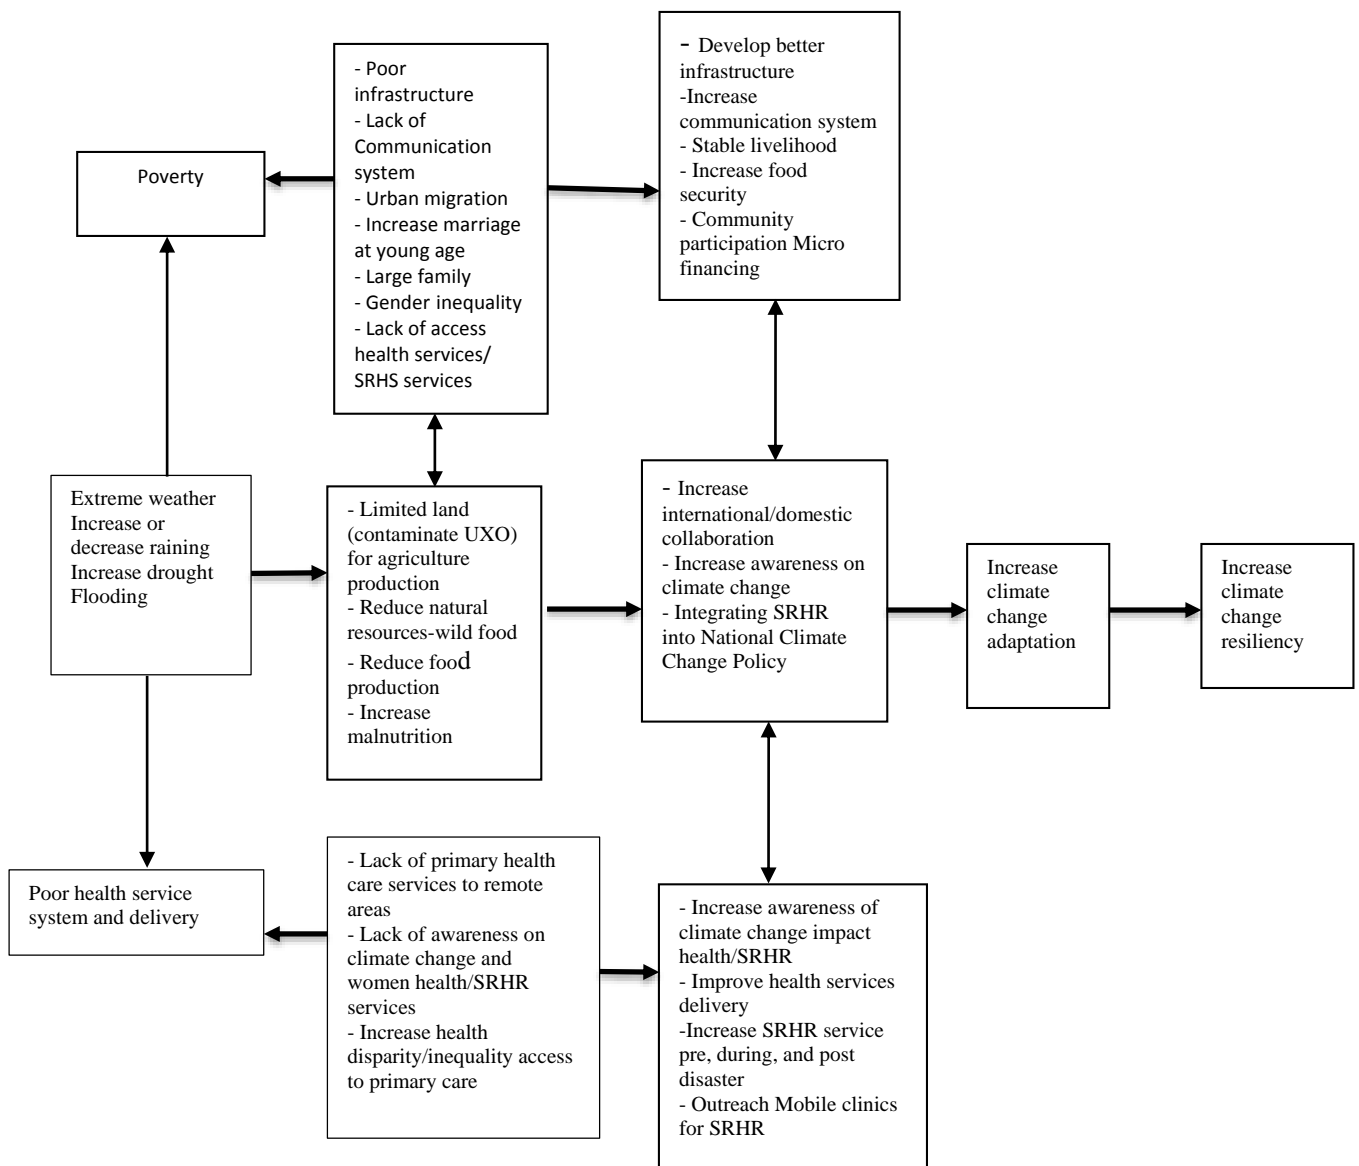 Poverty
- Poor
infrastructure
- Lack of
Communication
system
- Urban migration
- Increase marriage
at young age
- Large family
- Gender inequality
- Lack of access
health services/
SRHS services
- Develop better
infrastructure
-Increase
communication system
- Stable livelihood
- Increase food
security
- Community
participation Micro
financing
Extreme weather
Increase or
decrease raining
Increase drought
Flooding
- Limited land
(contaminate UXO)
for agriculture
production
- Reduce natural
resources-wild food
- Reduce food
production
- Increase
malnutrition
- Increase
international/domestic
collaboration
- Increase awareness on
climate change
- Integrating SRHR
into National Climate
Change Policy
Increase
climate
change
adaptation
Increase
climate
change
resiliency
Poor health service
system and delivery
- Lack of primary health
care services to remote
areas
- Lack of awareness on
climate change and
women health/SRHR
services
- Increase health
disparity/inequality access
to primary care
- Increase awareness of
climate change impact
health/SRHR
- Improve health services
delivery
-Increase SRHR service
pre, during, and post
disaster
- Outreach Mobile clinics
for SRHR